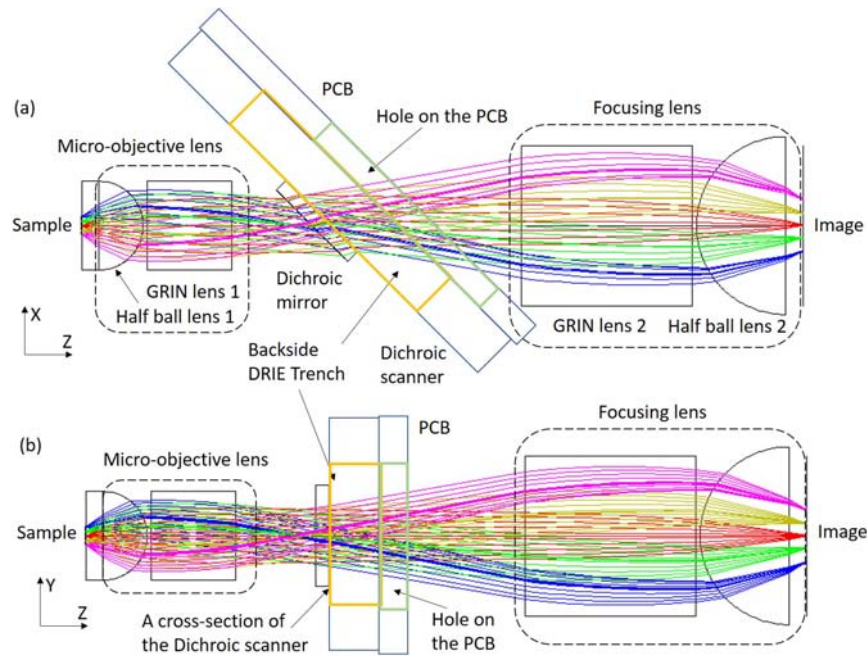 (a)
PCB
Hole on the PCB
Focusing lens
Micro-objective lens
Sample
Image
GRIN lens 1
Half ball lens 1
Dichroic
mirror
X
Z
Backside
DRIE Trench
Dichroic
scanner
GRIN lens 2
Half ball lens 2
(b)
PCB
Focusing lens
Micro-objective lens
Sample
Image
Y
Z
A cross-section of
the Dichroic scanner
Hole on
the PCB